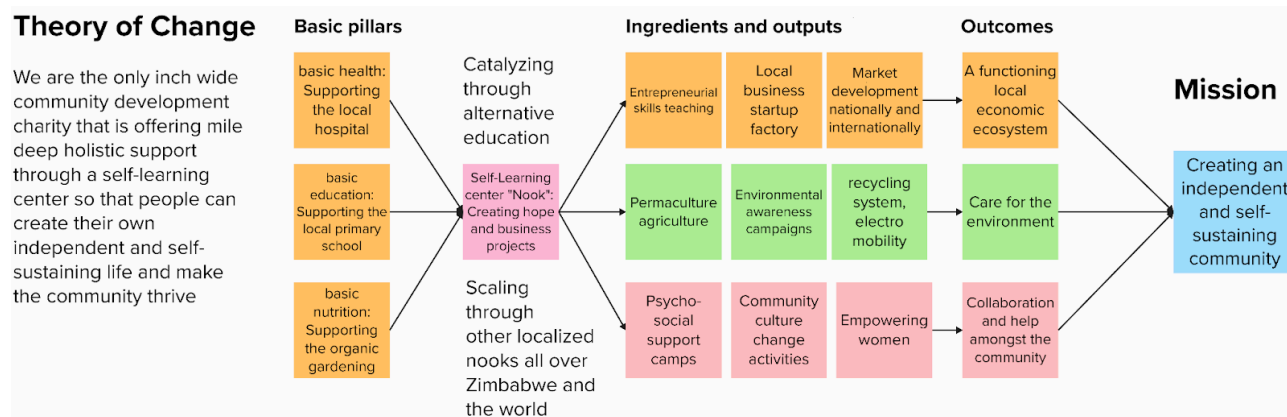 Theory of Change
We are the only inch wide
community development
charity that is offering mile
deep holistic support
through a self-learning
center so that people can
create their own
independent and self-
sustaining life and make
the community thrive
Basic pillars
basic health:
Supporting
the local
hospital
basic
education:
Supporting the
local primary
school
basic
nutrition:
Supporting
the organic
gardening
Catalyzing
through
alternative
education
Self-Learning
center "Nook":
Creating hope
and business
projects
Scaling
through
other localized
nooks all over
Zimbabwe and
the world
Ingredients and outputs
Entrepreneurial
skills teaching
Local
business
startup
factory
Market
development
nationally and
internationally
Permaculture
agriculture
Environmental
awareness
campaigns
recycling
system,
electro
mobility
Psycho-
social
support
camps
Community
culture
change
activities
Empowering
women
Outcomes
A functioning
local
economic
ecosystem
Care for the
environment
Collaboration
and help
amongst the
community
Mission
Creating an
independent
and self-
sustaining
community